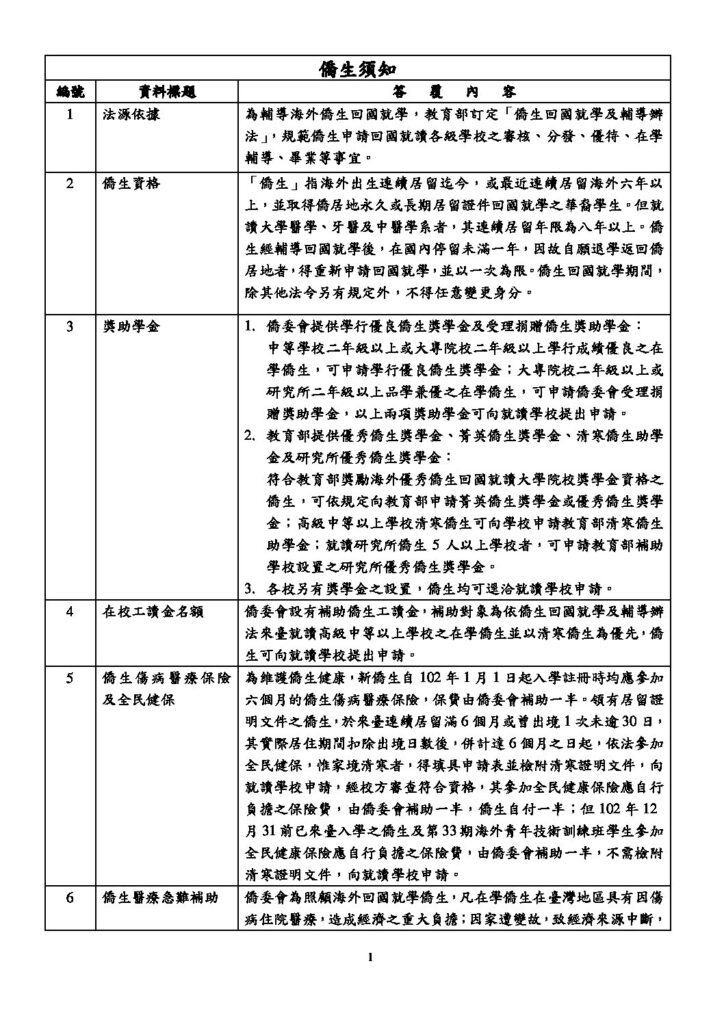 僑生須知
編號 資料標題 答 覆 內 容
1 法源依據 為輔導海外僑生回國就學，教育部訂定「僑生回國就學及輔導辦
法」，規範僑生申請回國就讀各級學校之審核、分發、優待、在學
輔導、畢業等事宜。
2 僑生資格 「僑生」指海外出生連續居留迄今，或最近連續居留海外六年以
上，並取得僑居地永久或長期居留證件回國就學之華裔學生。但就
讀大學醫學、牙醫及中醫學系者，其連續居留年限為八年以上。僑
生經輔導回國就學後，在國內停留未滿一年，因故自願退學返回僑
居地者，得重新申請回國就學，並以一次為限。僑生回國就學期間，
除其他法令另有規定外，不得任意變更身分。
3 獎助學金 1. 僑委會提供學行優良僑生獎學金及受理捐贈僑生獎助學金：
中等學校二年級以上或大專院校二年級以上學行成績優良之在
學僑生，可申請學行優良僑生獎學金；大專院校二年級以上或
研究所二年級以上品學兼優之在學僑生，可申請僑委會受理捐
贈獎助學金，以上兩項獎助學金可向就讀學校提出申請。
2. 教育部提供優秀僑生獎學金、菁英僑生獎學金、清寒僑生助學
金及研究所優秀僑生獎學金：
符合教育部獎勵海外優秀僑生回國就讀大學院校獎學金資格之
僑生，可依規定向教育部申請菁英僑生獎學金或優秀僑生獎學
金；高級中等以上學校清寒僑生可向學校申請教育部清寒僑生
助學金；就讀研究所僑生 5 人以上學校者，可申請教育部補助
學校設置之研究所優秀僑生獎學金。
3. 各校另有獎學金之設置，僑生均可逕洽就讀學校申請。
4 在校工讀金名額 僑委會設有補助僑生工讀金，補助對象為依僑生回國就學及輔導辦
法來臺就讀高級中等以上學校之在學僑生並以清寒僑生為優先，僑
生可向就讀學校提出申請。
5 僑生傷病醫療保險 為維護僑生健康，新僑生自 102 年 1 月 1 日起入學註冊時均應參加
及全民健保 六個月的僑生傷病醫療保險，保費由僑委會補助一半。領有居留證
明文件之僑生，於來臺連續居留滿 6 個月或曾出境 1 次未逾 30 日，
其實際居住期間扣除出境日數後，併計達 6 個月之日起，依法參加
全民健保，惟家境清寒者，得填具申請表並檢附清寒證明文件，向
就讀學校申請，經校方審查符合資格，其參加全民健康保險應自行
負擔之保險費，由僑委會補助一半，僑生自付一半；但 102 年 12
月 31 前已來臺入學之僑生及第 33 期海外青年技術訓練班學生參加
全民健康保險應自行負擔之保險費，由僑委會補助一半，不需檢附
清寒證明文件，向就讀學校申請。
6 僑生醫療急難補助 僑委會為照顧海外回國就學僑生，凡在學僑生在臺灣地區具有因傷
病住院醫療，造成經濟之重大負擔；因家遭變故，致經濟來源中斷，
1